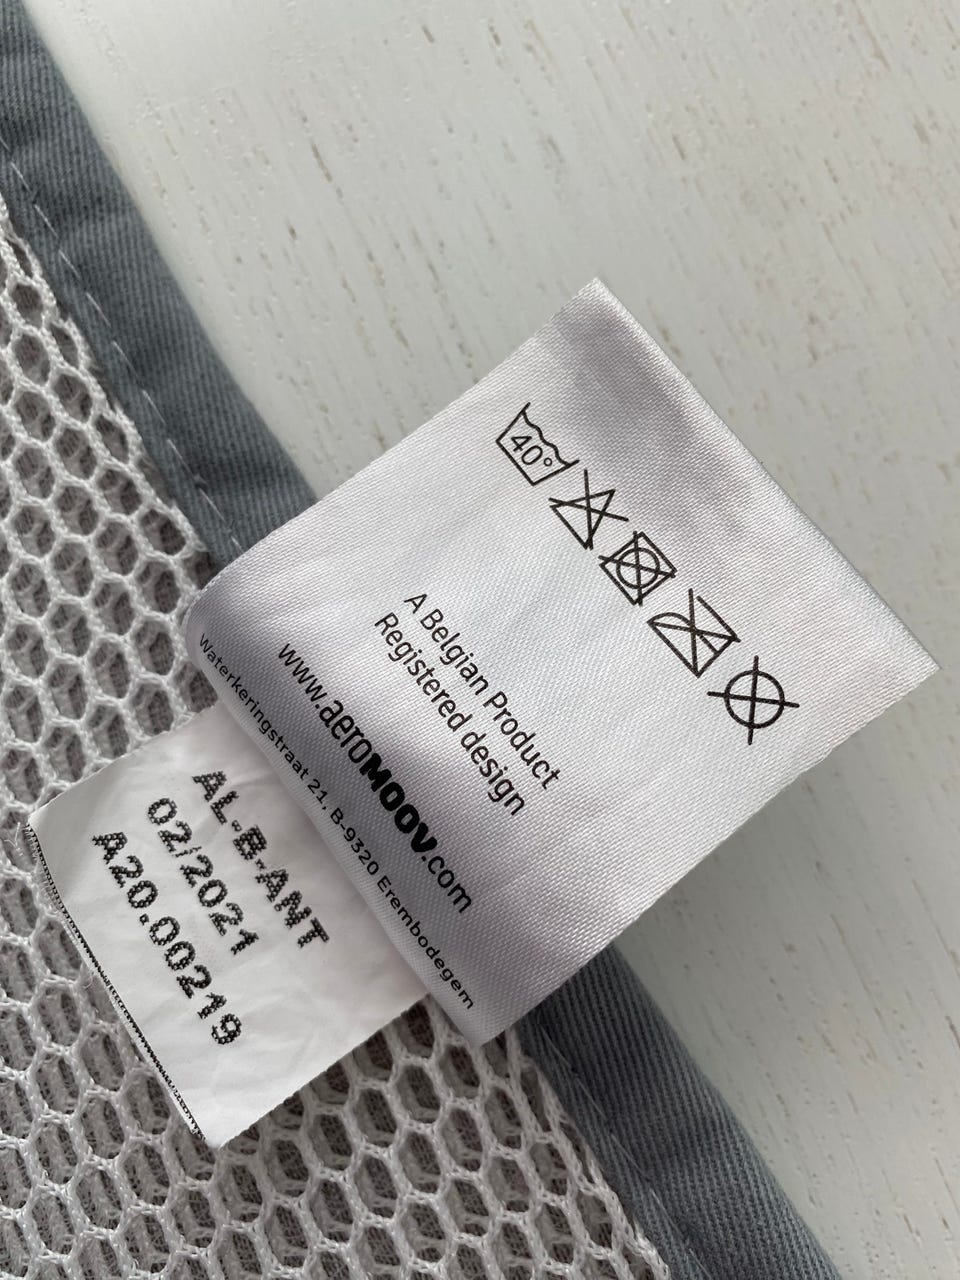 40°
A Belgian Product
Registered design
www.aeroMOOV.com
Waterkeringstraat 21, B-9320 Erembodegem
AL-B-ANT
02/2021
A20.00219